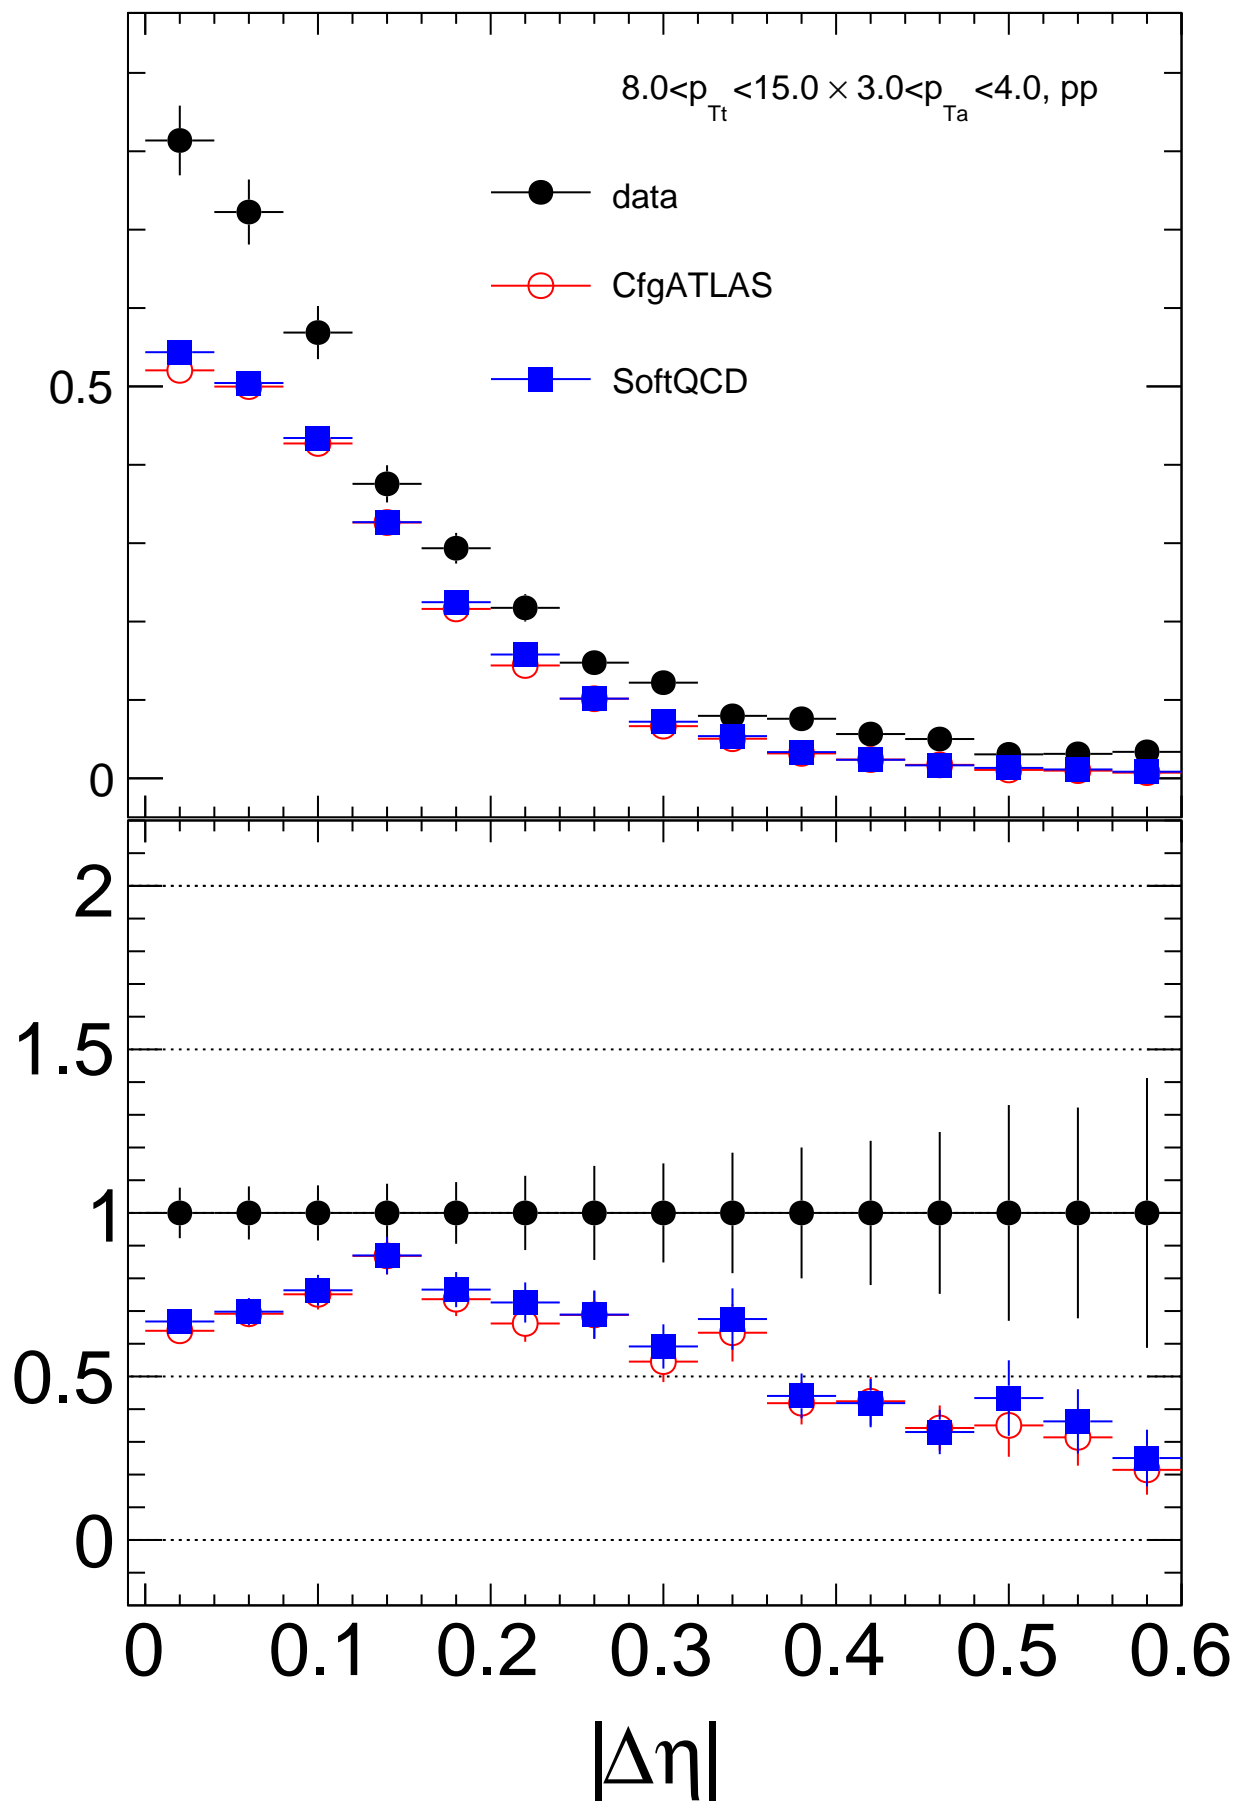 8.0<p_Tt <15.0 × 3.0<p_Ta <4.0, pp
data
CfgATLAS
SoftQCD
0.5
0
2
1.5
1
0.5
0
0 0.1 0.2 0.3 0.4 0.5 0.6
|Δη|